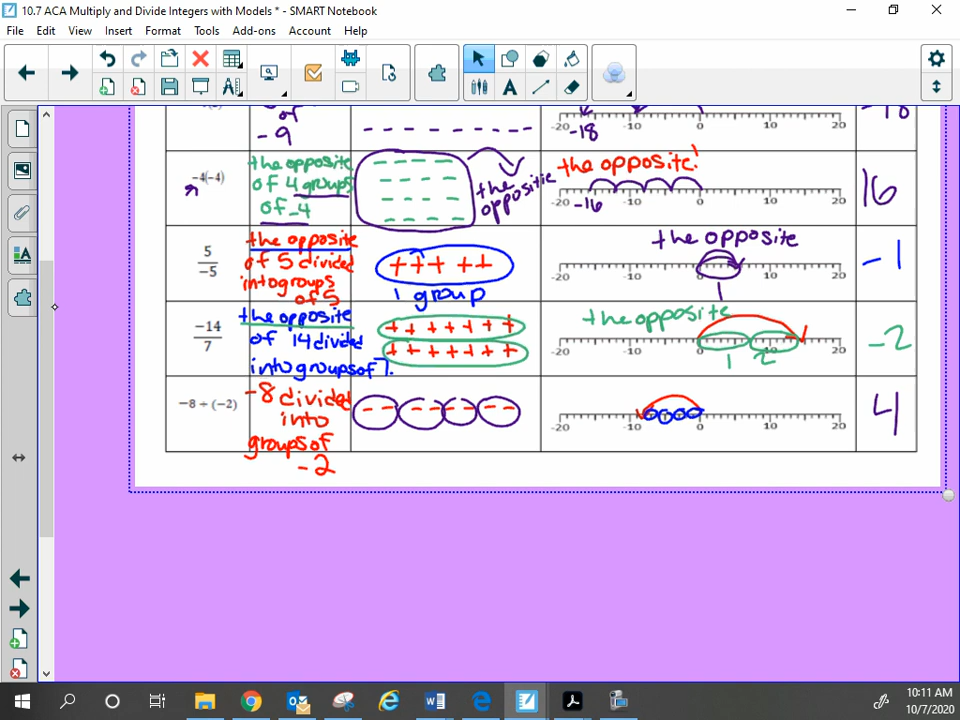 10.7 ACA Multiply and Divide Integers with Models * - SMART Notebook
File Edit View Insert Format Tools Add-ons Account Help
of
-9
-18
-20 -10 0 10 20
-18
-4(-4)
the opposite
of 4 groups
of -4
the
oppositie
the opposite!
-16
-20 -10 0 10 20
16
5
-5
the opposite
of 5 divided
into groups
of 5
+++ ++
1 group
the opposite
-20 -10 0 10 20
1
-1
-14
7
the opposite
of 14 divided
into groups of 7.
+ + + + + + +
+ + + + + + +
the opposite
-20 -10 0 10 20
1 2
-2
-8 ÷ (-2)
-8 divided
into
groups of
-2
-- -- -- --
-20 -10 0 10 20
4
10:11 AM
10/7/2020